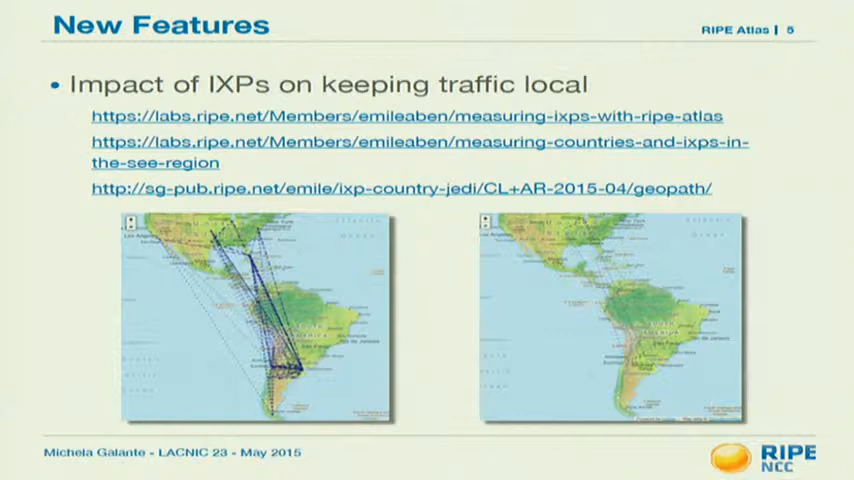 New Features
RIPE Atlas | 5
• Impact of IXPs on keeping traffic local
https://labs.ripe.net/Members/emileaben/measuring-ixps-with-ripe-atlas
https://labs.ripe.net/Members/emileaben/measuring-countries-and-ixps-in-
the-see-region
http://sg-pub.ripe.net/emile/ixp-country-jedi/CL+AR-2015-04/geopath/
Michela Galante - LACNIC 23 - May 2015
RIPE
NCC